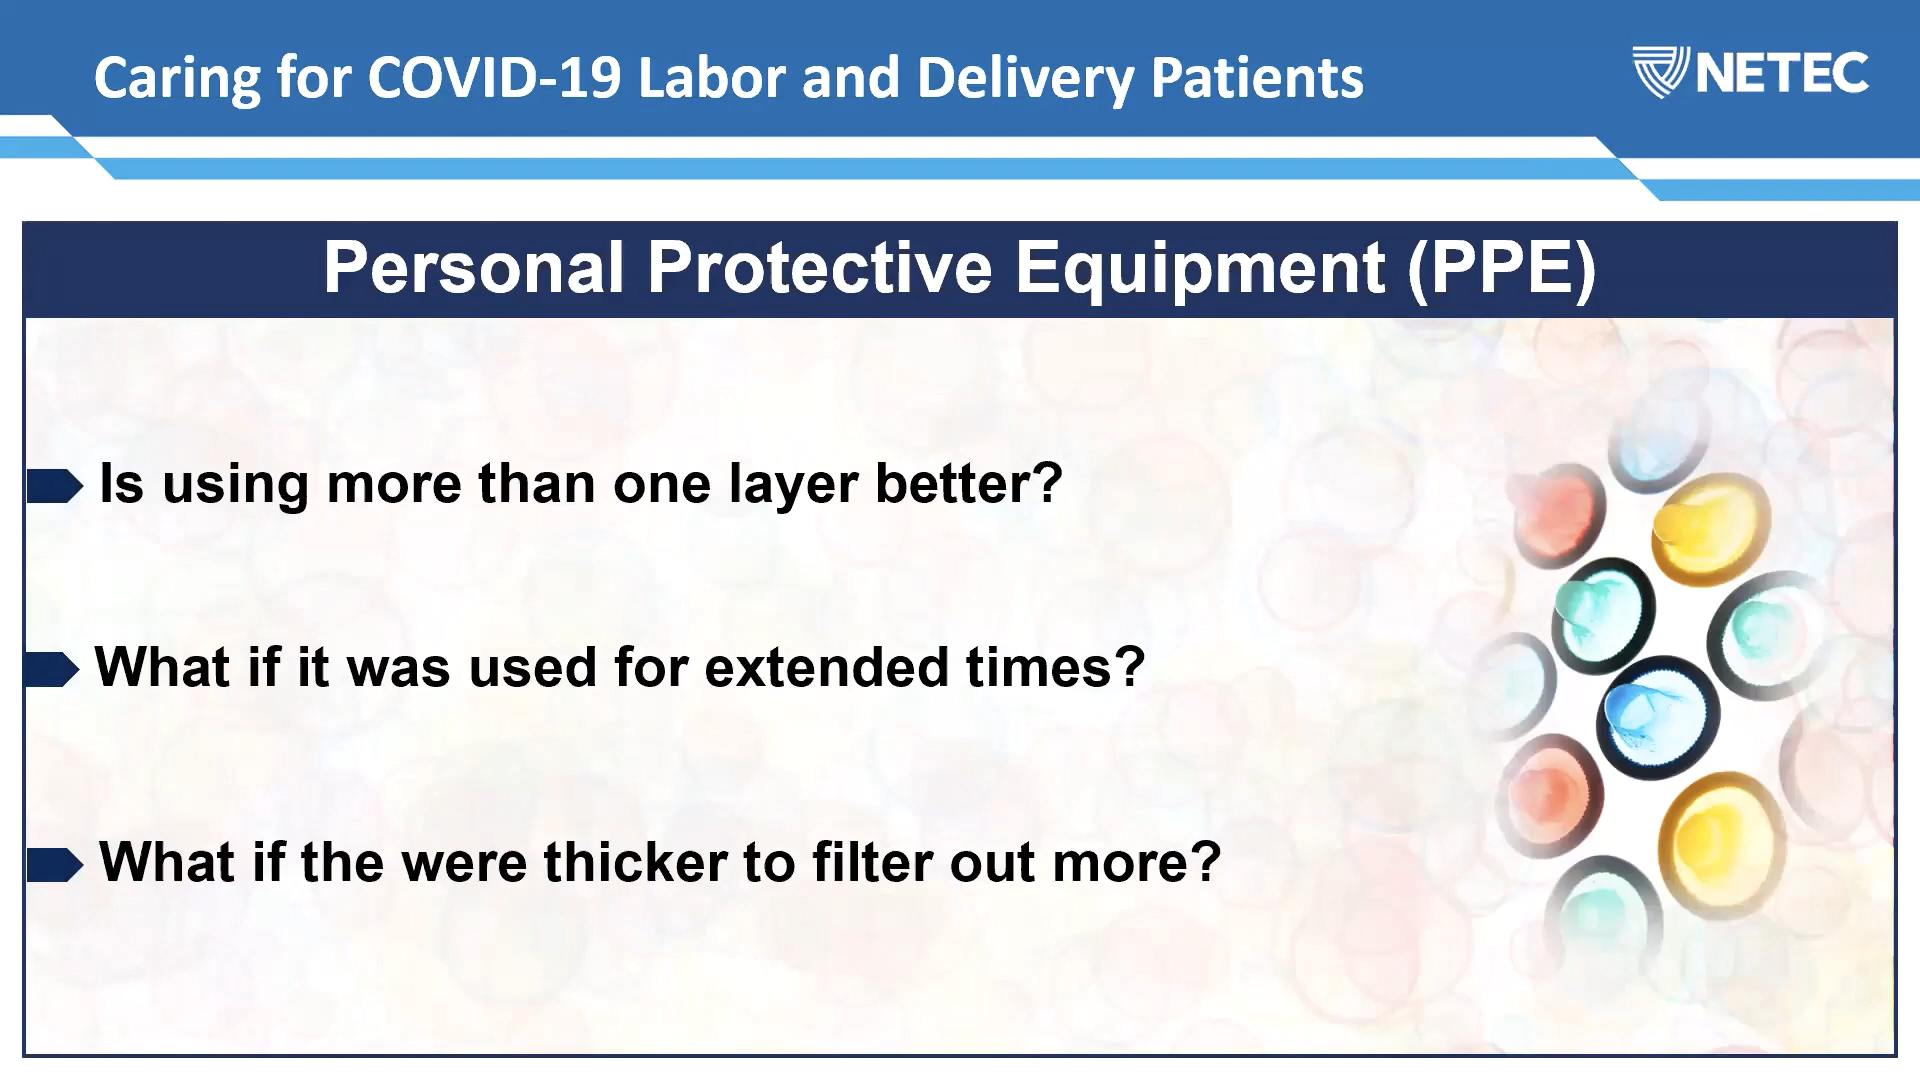 Caring for COVID-19 Labor and Delivery Patients
NETEC
Personal Protective Equipment (PPE)
Is using more than one layer better?
What if it was used for extended times?
What if the were thicker to filter out more?